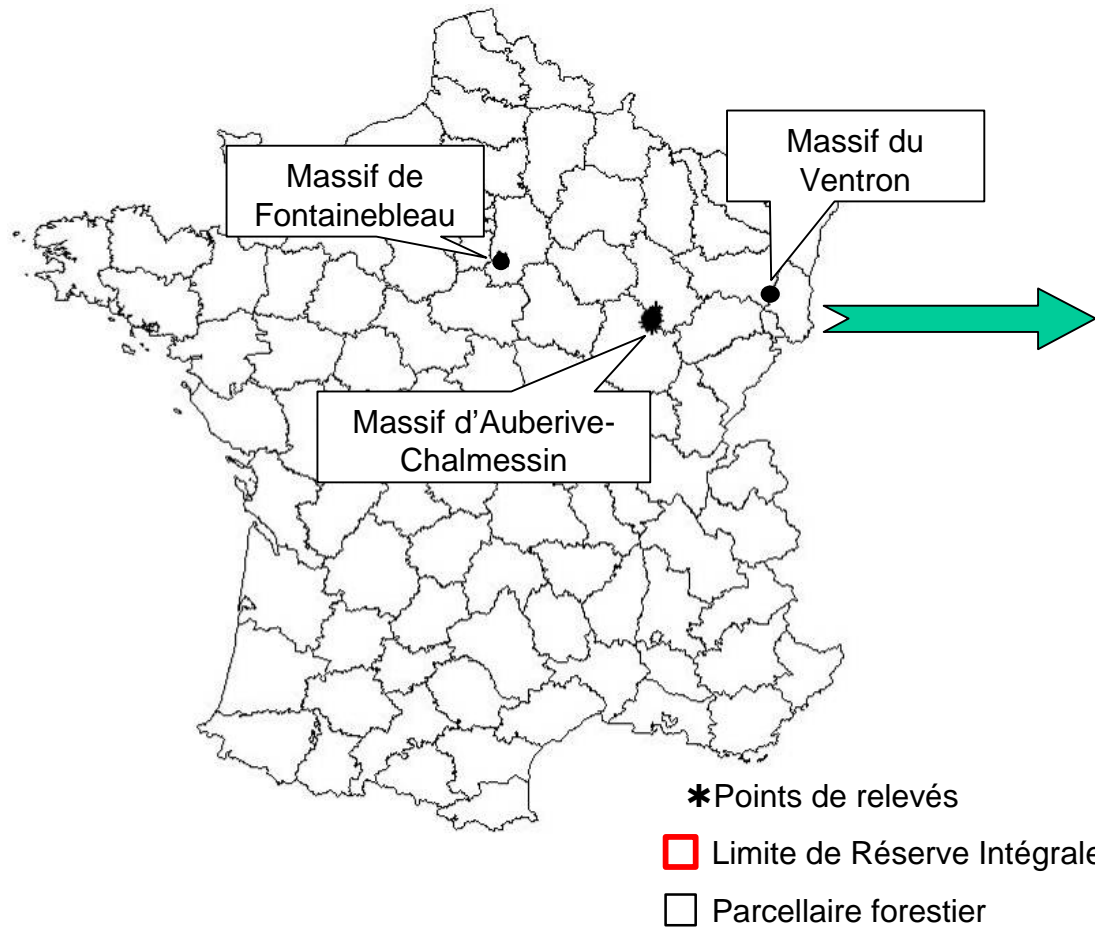 Massif du
Ventron
Massif de
Fontainebleau
Massif d’Auberive-
Chalmessin
✱Points de relevés
Limite de Réserve Intégrale
Parcellaire forestier